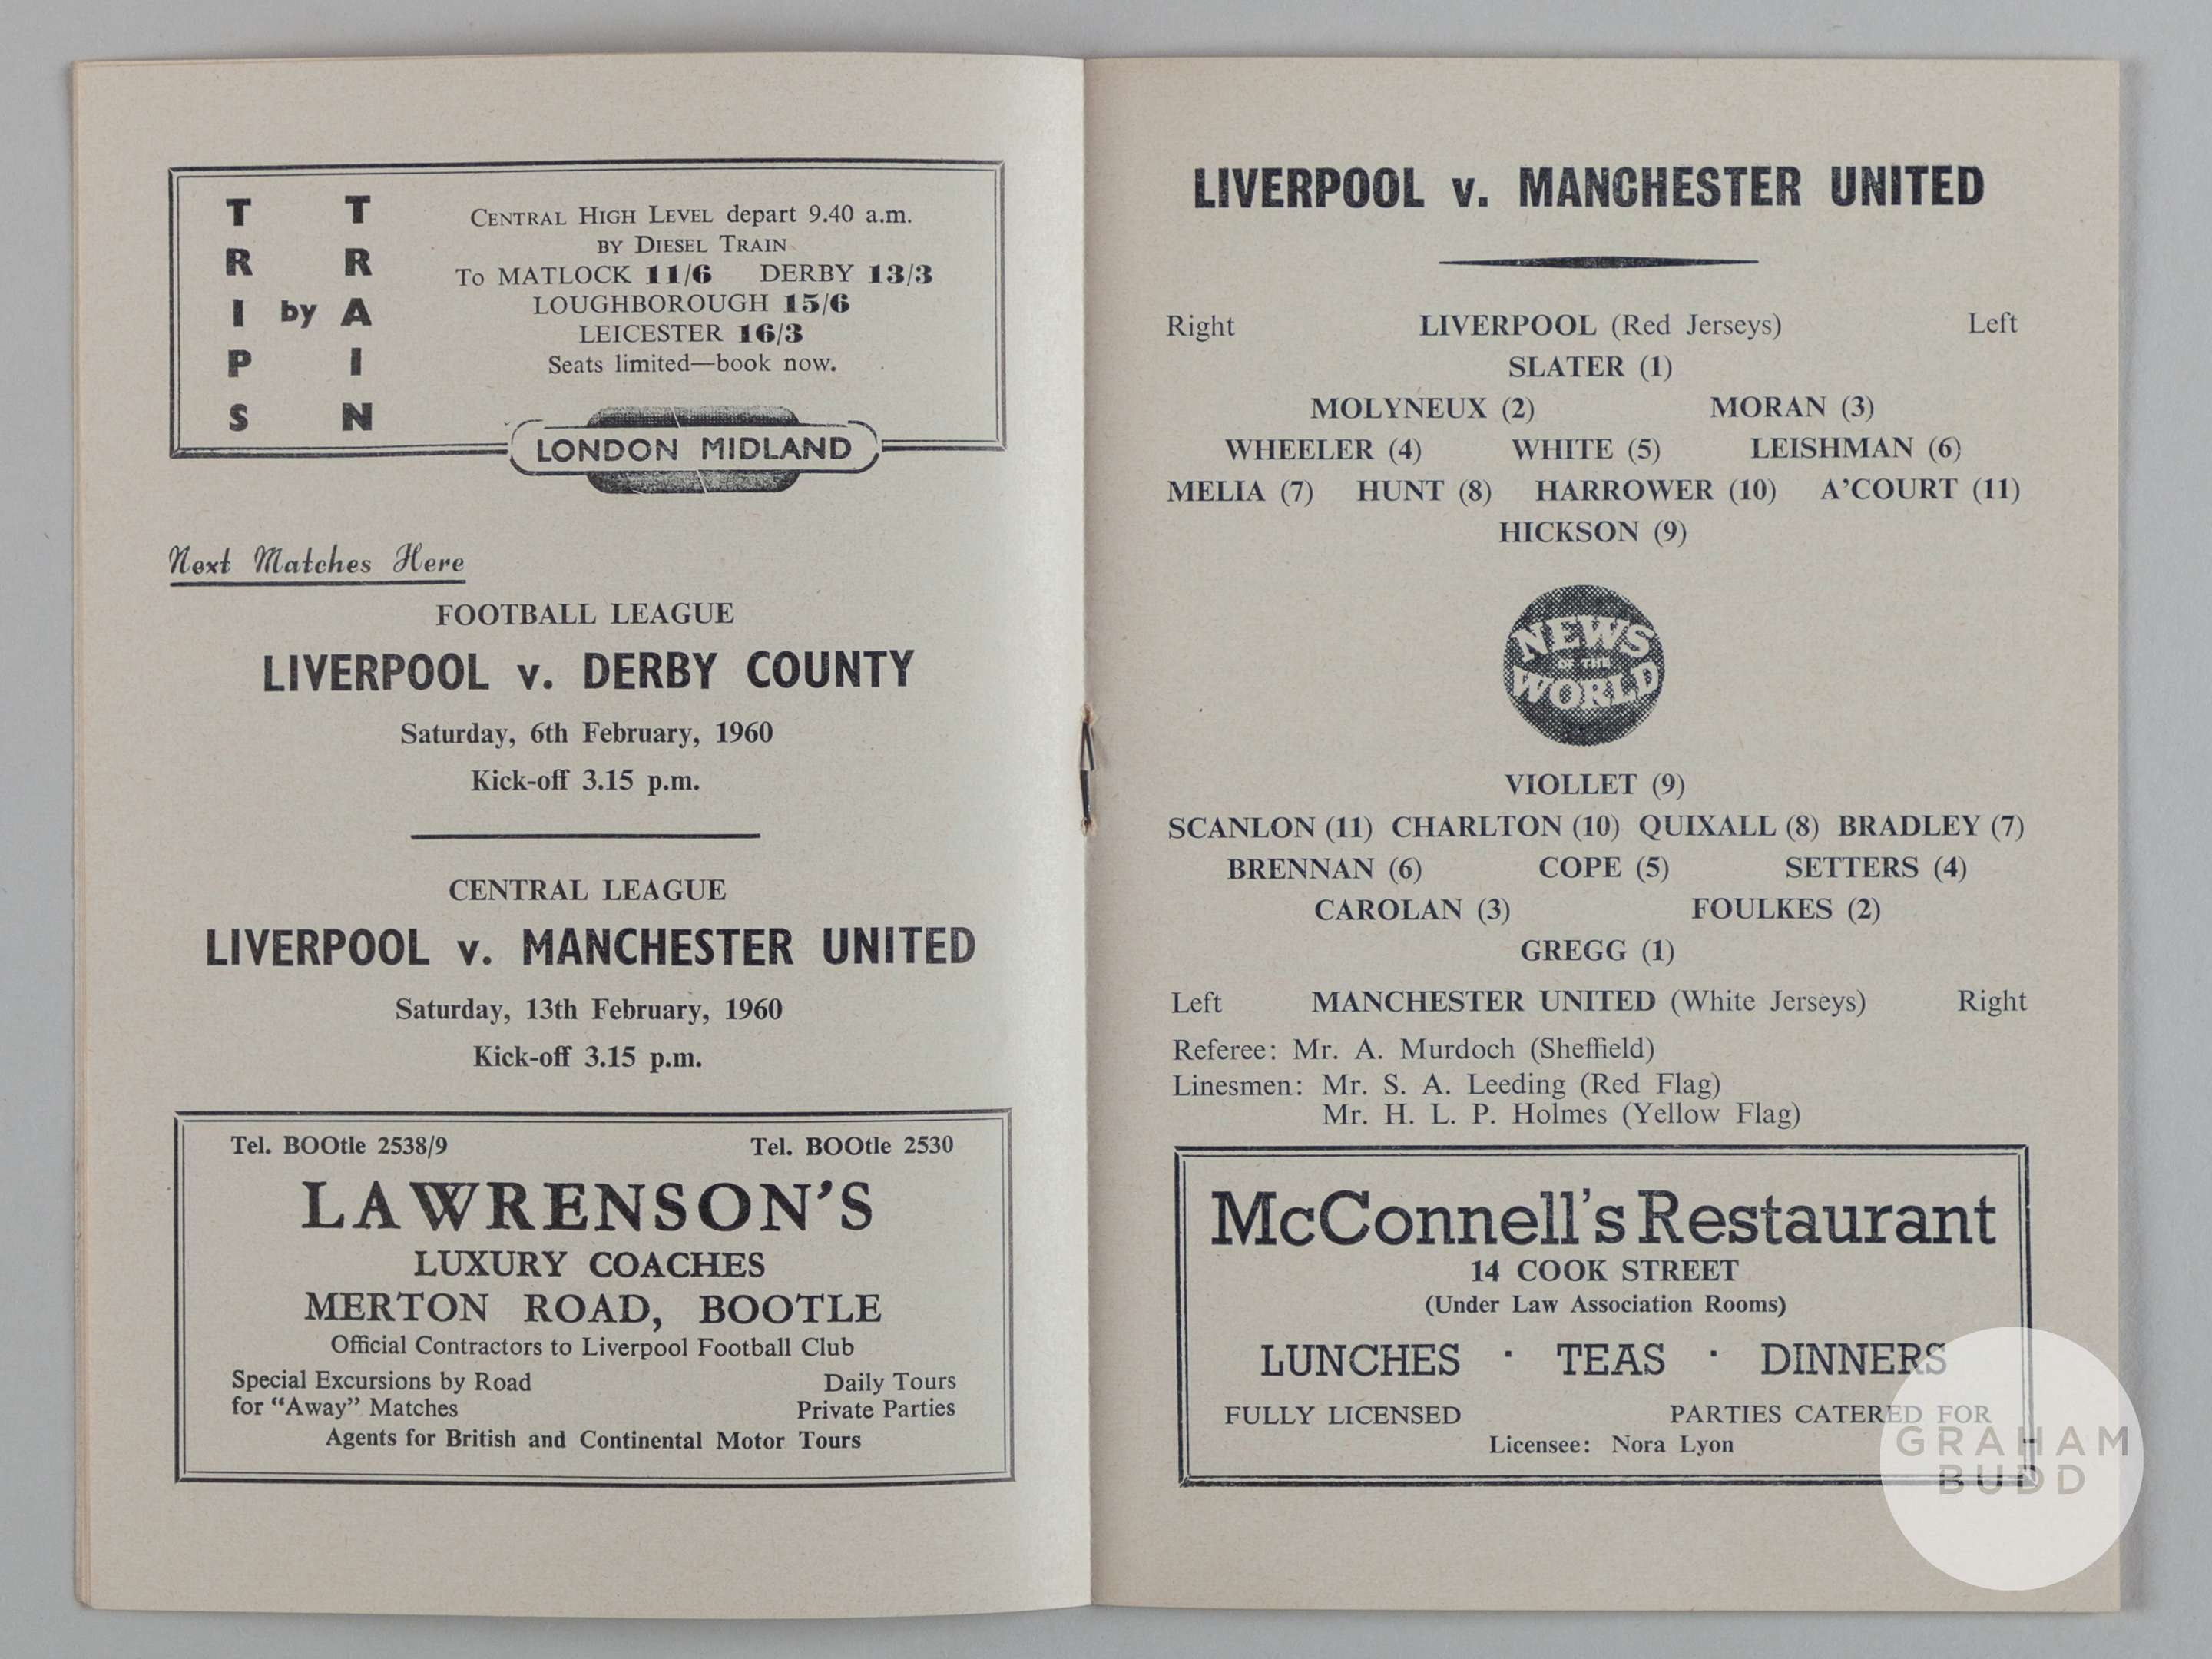 TRIPS by TRAIN
CENTRAL HIGH LEVEL depart 9.40 a.m.
BY DIESEL TRAIN
To MATLOCK 11/6 DERBY 13/3
LOUGHBOROUGH 15/6
LEICESTER 16/3
Seats limited—book now.
LONDON MIDLAND
Next Matches Here
FOOTBALL LEAGUE
LIVERPOOL v. DERBY COUNTY
Saturday, 6th February, 1960
Kick-off 3.15 p.m.
CENTRAL LEAGUE
LIVERPOOL v. MANCHESTER UNITED
Saturday, 13th February, 1960
Kick-off 3.15 p.m.
Tel. BOOtle 2538/9 Tel. BOOtle 2530
LAWRENSON'S
LUXURY COACHES
MERTON ROAD, BOOTLE
Official Contractors to Liverpool Football Club
Special Excursions by Road Daily Tours
for "Away" Matches Private Parties
Agents for British and Continental Motor Tours
LIVERPOOL v. MANCHESTER UNITED
Right LIVERPOOL (Red Jerseys) Left
SLATER (1)
MOLYNEUX (2) MORAN (3)
WHEELER (4) WHITE (5) LEISHMAN (6)
MELIA (7) HUNT (8) HARROWER (10) A'COURT (11)
HICKSON (9)
NEWS
OF THE
WORLD
VIOLLET (9)
SCANLON (11) CHARLTON (10) QUIXALL (8) BRADLEY (7)
BRENNAN (6) COPE (5) SETTERS (4)
CAROLAN (3) FOULKES (2)
GREGG (1)
Left MANCHESTER UNITED (White Jerseys) Right
Referee: Mr. A. Murdoch (Sheffield)
Linesmen: Mr. S. A. Leeding (Red Flag)
Mr. H. L. P. Holmes (Yellow Flag)
McConnell's Restaurant
14 COOK STREET
(Under Law Association Rooms)
LUNCHES · TEAS · DINNERS
FULLY LICENSED PARTIES CATERED FOR
Licensee: Nora Lyon
GRAHAM
BUDD